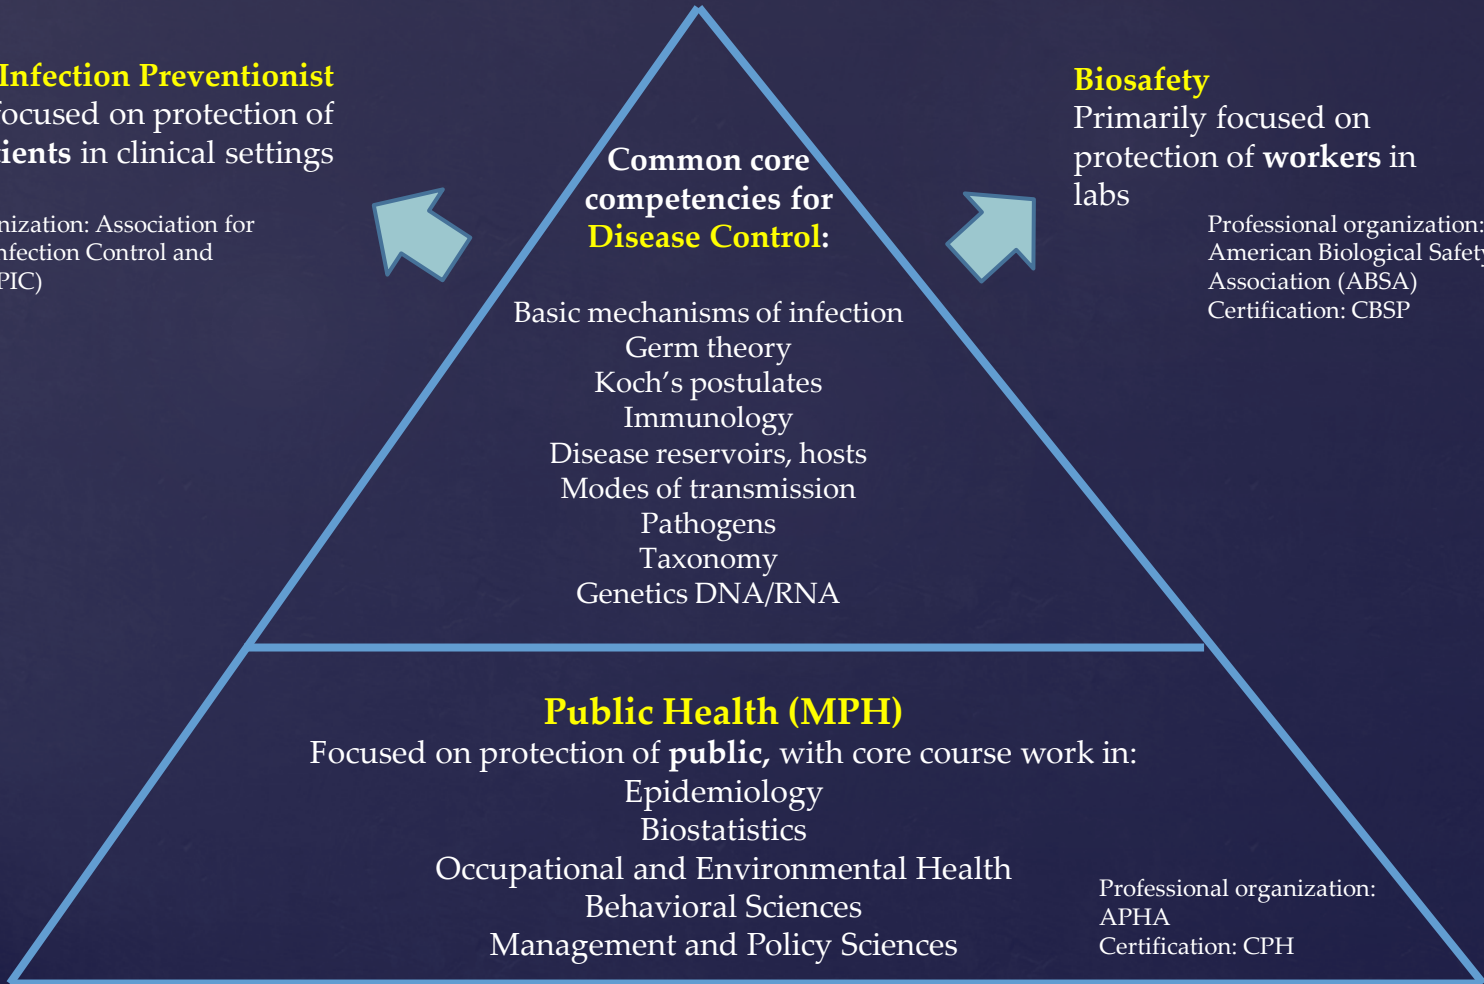 Infection Preventionist
focused on protection of
tients in clinical settings
nization: Association for
nfection Control and
PIC)
Common core
competencies for
Disease Control:
Basic mechanisms of infection
Germ theory
Koch’s postulates
Immunology
Disease reservoirs, hosts
Modes of transmission
Pathogens
Taxonomy
Genetics DNA/RNA
Biosafety
Primarily focused on
protection of workers in
labs
Professional organization:
American Biological Safety
Association (ABSA)
Certification: CBSP
Public Health (MPH)
Focused on protection of public, with core course work in:
Epidemiology
Biostatistics
Occupational and Environmental Health
Behavioral Sciences
Management and Policy Sciences
Professional organization:
APHA
Certification: CPH